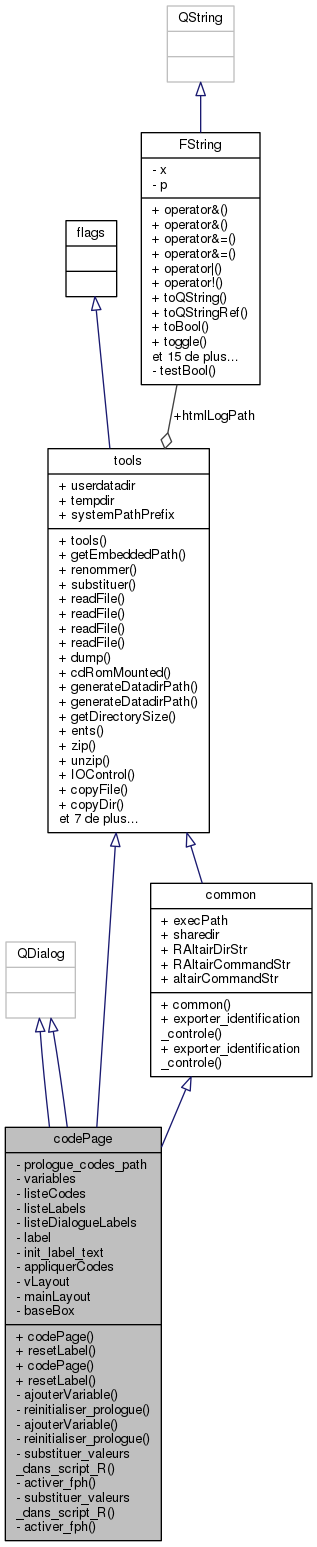 QString
FString
- x
- p
+ operator&()
+ operator&()
+ operator&=()
+ operator&=()
+ operator|()
+ operator!()
+ toQString()
+ toQStringRef()
+ toBool()
+ toggle()
et 15 de plus...
- testBool()
flags
+htmlLogPath
tools
+ userdatadir
+ tempdir
+ systemPathPrefix
+ tools()
+ getEmbeddedPath()
+ renommer()
+ substituer()
+ readFile()
+ readFile()
+ readFile()
+ readFile()
+ dump()
+ cdRomMounted()
+ generateDatadirPath()
+ generateDatadirPath()
+ getDirectorySize()
+ ents()
+ zip()
+ unzip()
+ IOControl()
+ copyFile()
+ copyDir()
et 7 de plus...
common
+ execPath
+ sharedir
+ RAltairDirStr
+ RAltairCommandStr
+ altairCommandStr
+ common()
+ exporter_identification
_controle()
+ exporter_identification
_controle()
QDialog
codePage
- prologue_codes_path
- variables
- listeCodes
- listeLabels
- listeDialogueLabels
- label
- init_label_text
- appliquerCodes
- vLayout
- mainLayout
- baseBox
+ codePage()
+ resetLabel()
+ codePage()
+ resetLabel()
- ajouterVariable()
- reinitialiser_prologue()
- ajouterVariable()
- reinitialiser_prologue()
- substituer_valeurs
_dans_script_R()
- activer_fph()
- substituer_valeurs
_dans_script_R()
- activer_fph()